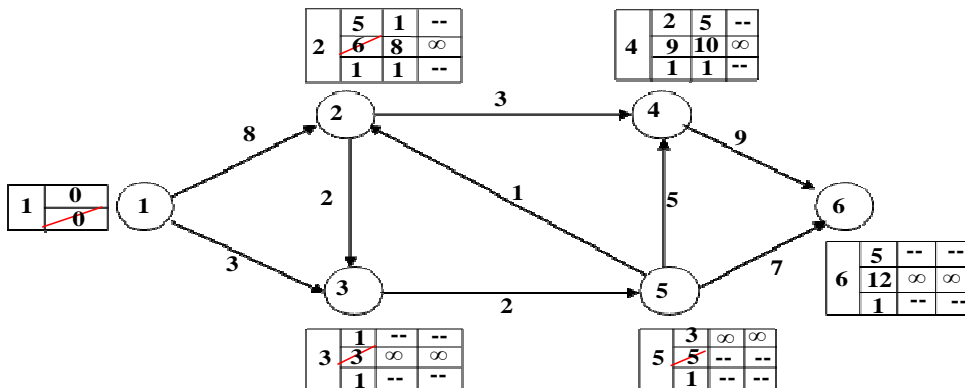 5 1 --
2 6 8 ∞
1 1 --
2 5 --
4 9 10 ∞
1 1 --
2 3 4
8 9
1 0
0
1 2 1 5 6
3 3 2 5 7
5 -- --
6 12 ∞ ∞
1 -- --
1 -- --
3 3 ∞ ∞
1 -- --
3 ∞ ∞
5 5 -- --
1 -- --